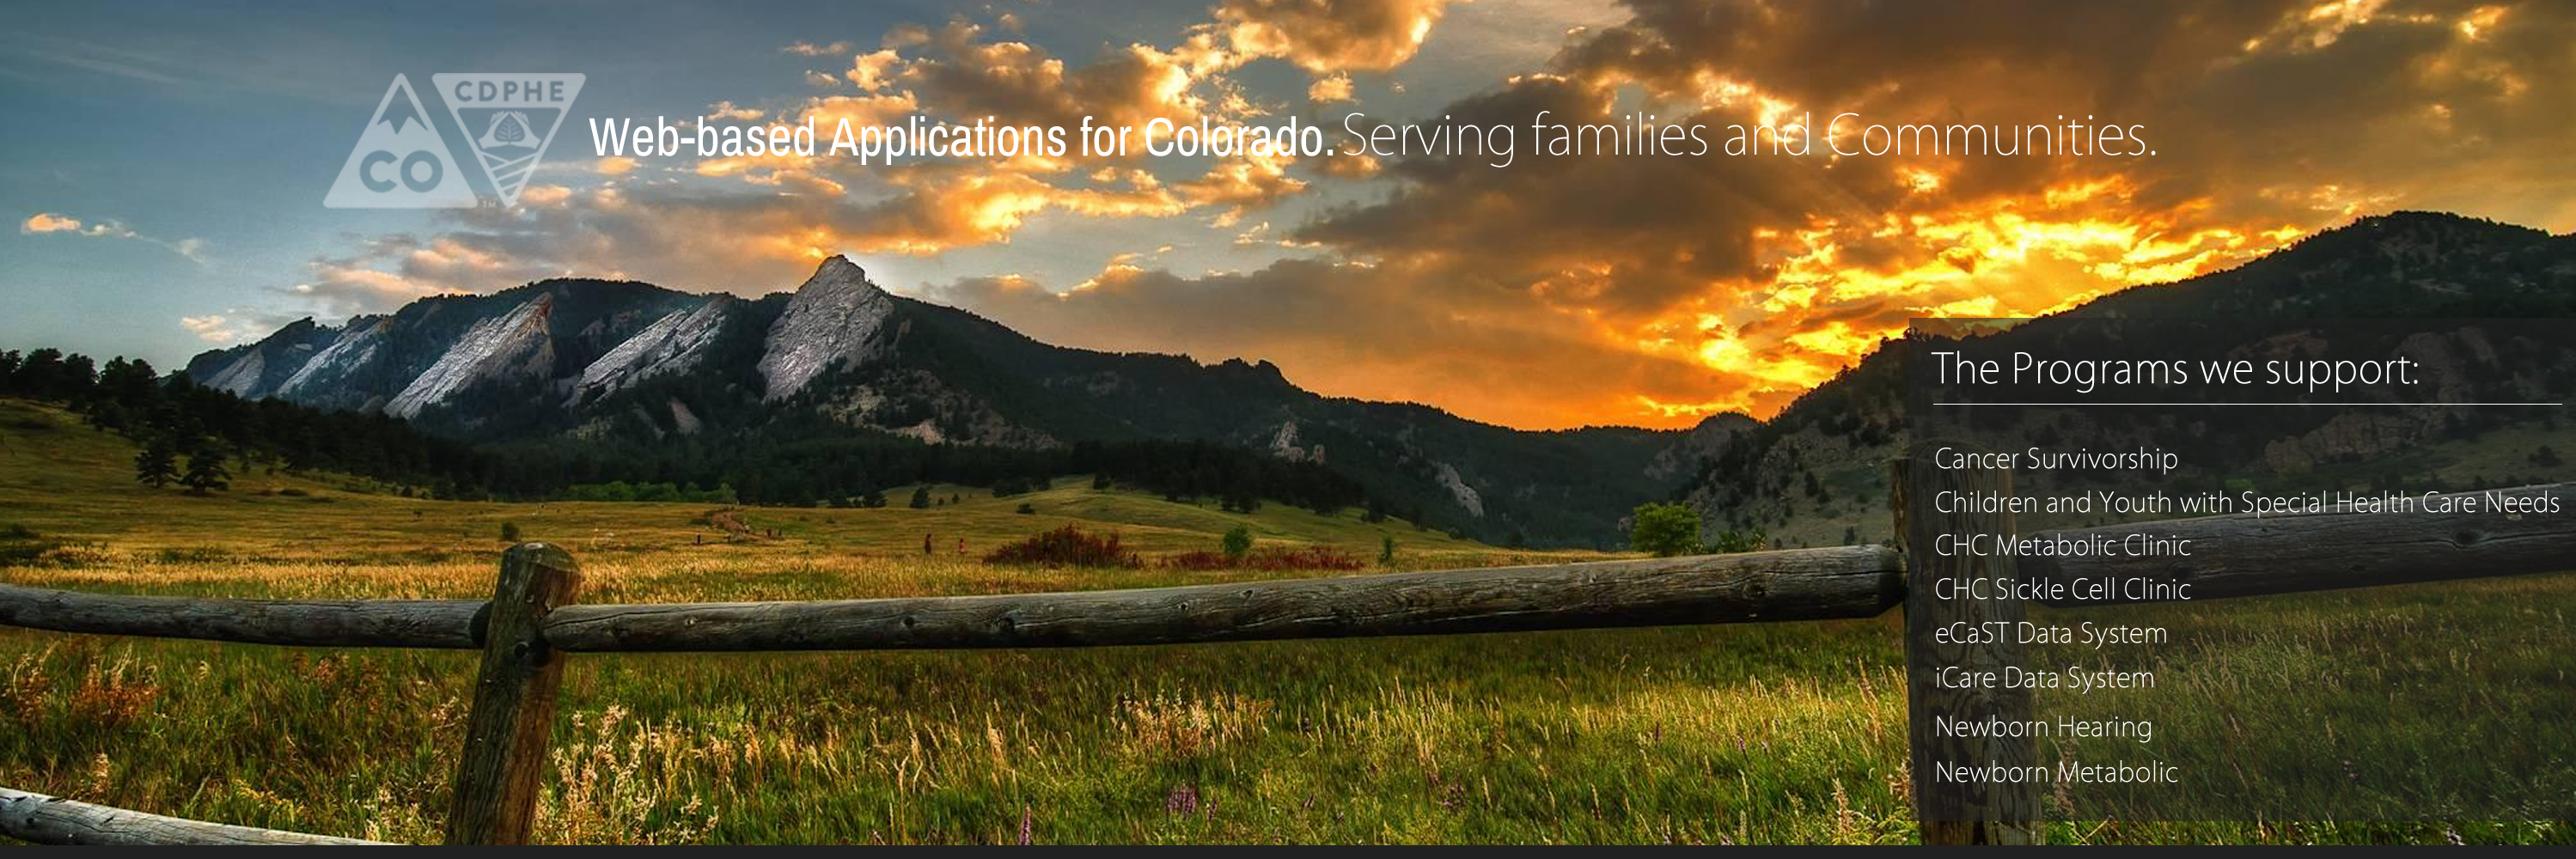 CDPHE
CO
SM
Web-based Applications for Colorado. Serving families and Communities.
The Programs we support:
Cancer Survivorship
Children and Youth with Special Health Care Needs
CHC Metabolic Clinic
CHC Sickle Cell Clinic
eCaST Data System
iCare Data System
Newborn Hearing
Newborn Metabolic